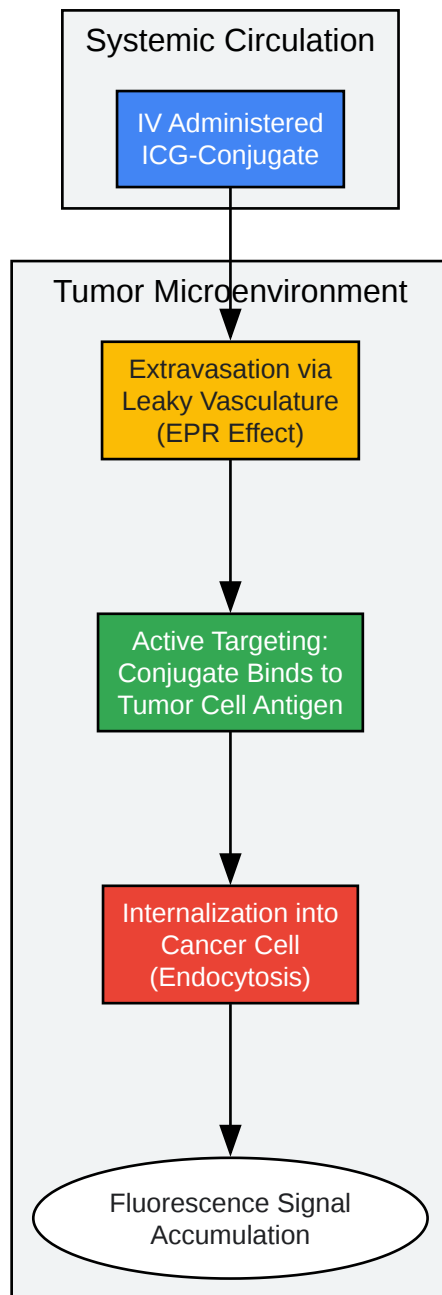 Systemic Circulation
IV Administered
ICG-Conjugate
Tumor Microenvironment
Extravasation via
Leaky Vasculature
(EPR Effect)
Active Targeting:
Conjugate Binds to
Tumor Cell Antigen
Internalization into
Cancer Cell
(Endocytosis)
Fluorescence Signal
Accumulation